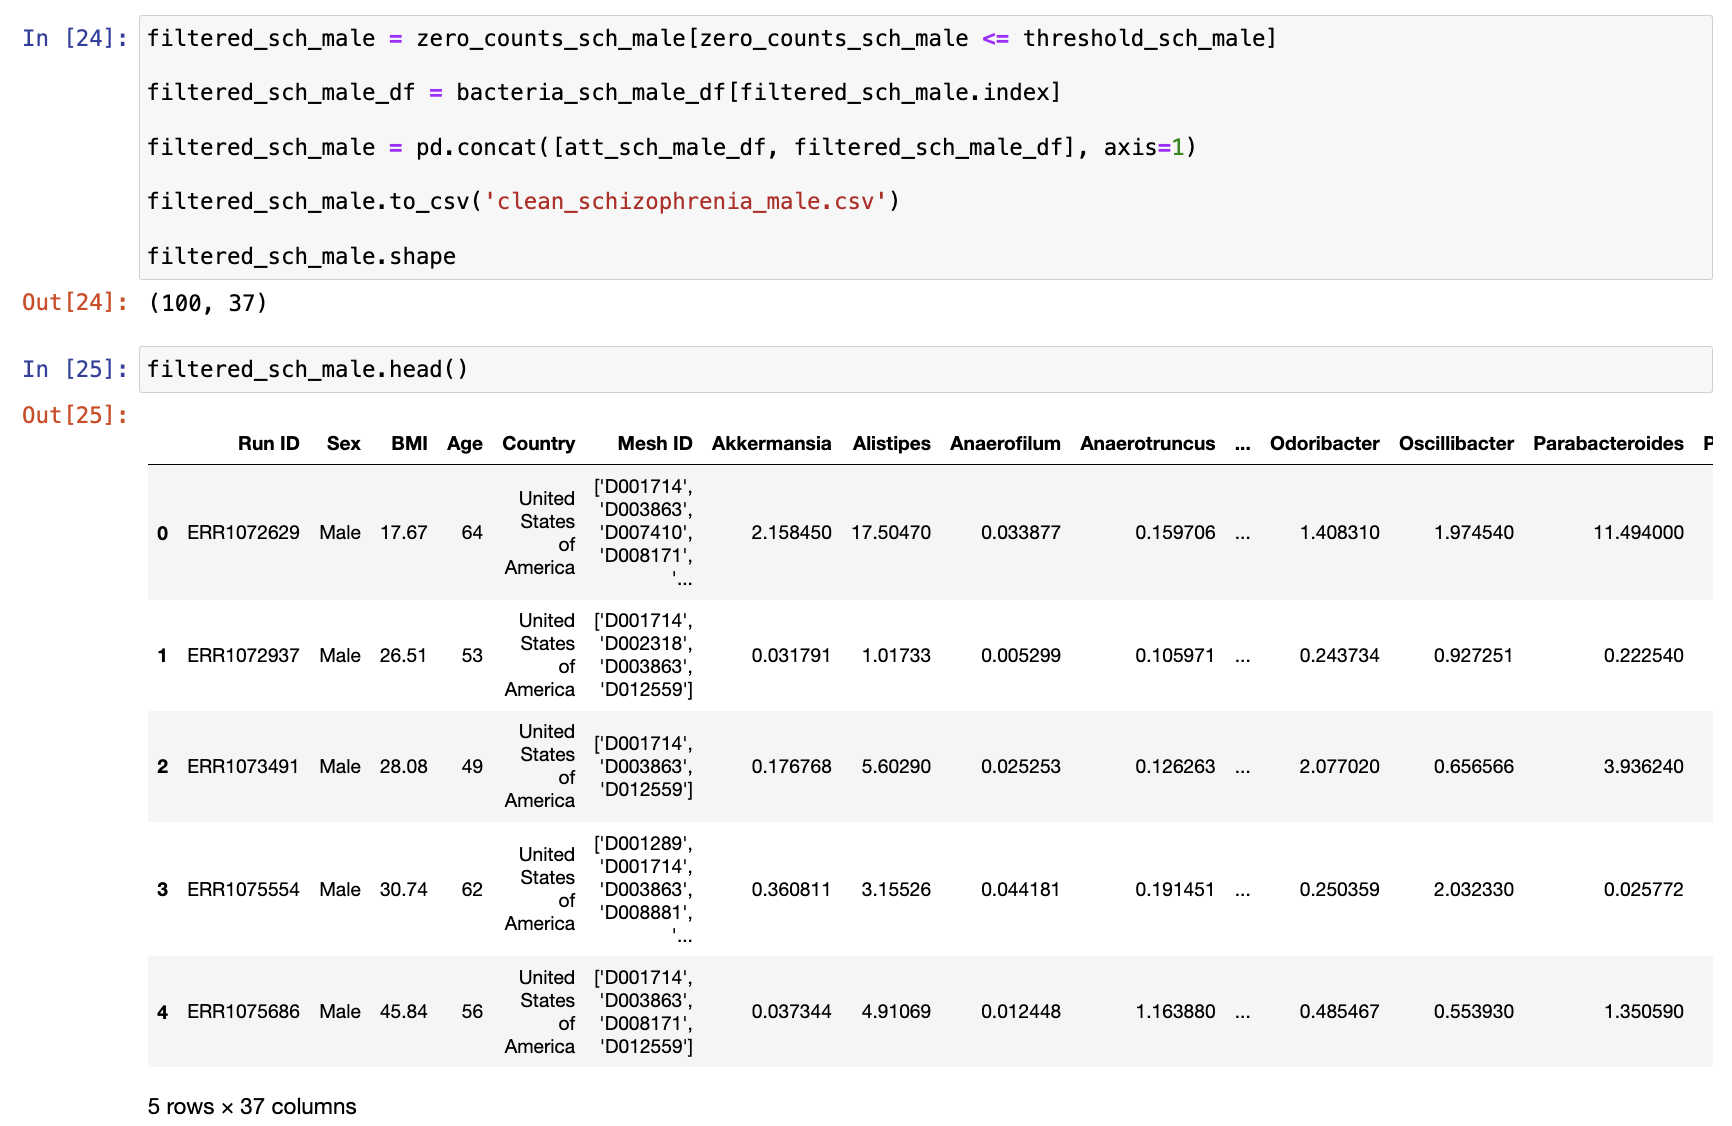 In [24]: filtered_sch_male = zero_counts_sch_male[zero_counts_sch_male <= threshold_sch_male]
filtered_sch_male_df = bacteria_sch_male_df[filtered_sch_male.index]
filtered_sch_male = pd.concat([att_sch_male_df, filtered_sch_male_df], axis=1)
filtered_sch_male.to_csv('clean_schizophrenia_male.csv')
filtered_sch_male.shape
Out[24]: (100, 37)
In [25]: filtered_sch_male.head()
Out[25]:
Run ID Sex BMI Age Country Mesh ID Akkermansia Alistipes Anaerofilum Anaerotruncus ... Odoribacter Oscillibacter Parabacteroides P
0 ERR1072629 Male 17.67 64 United States of America ['D001714', 'D003863', 'D007410', 'D008171', '... 2.158450 17.50470 0.033877 0.159706 ... 1.408310 1.974540 11.494000
1 ERR1072937 Male 26.51 53 United States of America ['D001714', 'D002318', 'D003863', 'D012559'] 0.031791 1.01733 0.005299 0.105971 ... 0.243734 0.927251 0.222540
2 ERR1073491 Male 28.08 49 United States of America ['D001714', 'D003863', 'D012559'] 0.176768 5.60290 0.025253 0.126263 ... 2.077020 0.656566 3.936240
3 ERR1075554 Male 30.74 62 United States of America ['D001289', 'D001714', 'D003863', 'D008881', '... 0.360811 3.15526 0.044181 0.191451 ... 0.250359 2.032330 0.025772
4 ERR1075686 Male 45.84 56 United States of America ['D001714', 'D003863', 'D008171', 'D012559'] 0.037344 4.91069 0.012448 1.163880 ... 0.485467 0.553930 1.350590
5 rows × 37 columns